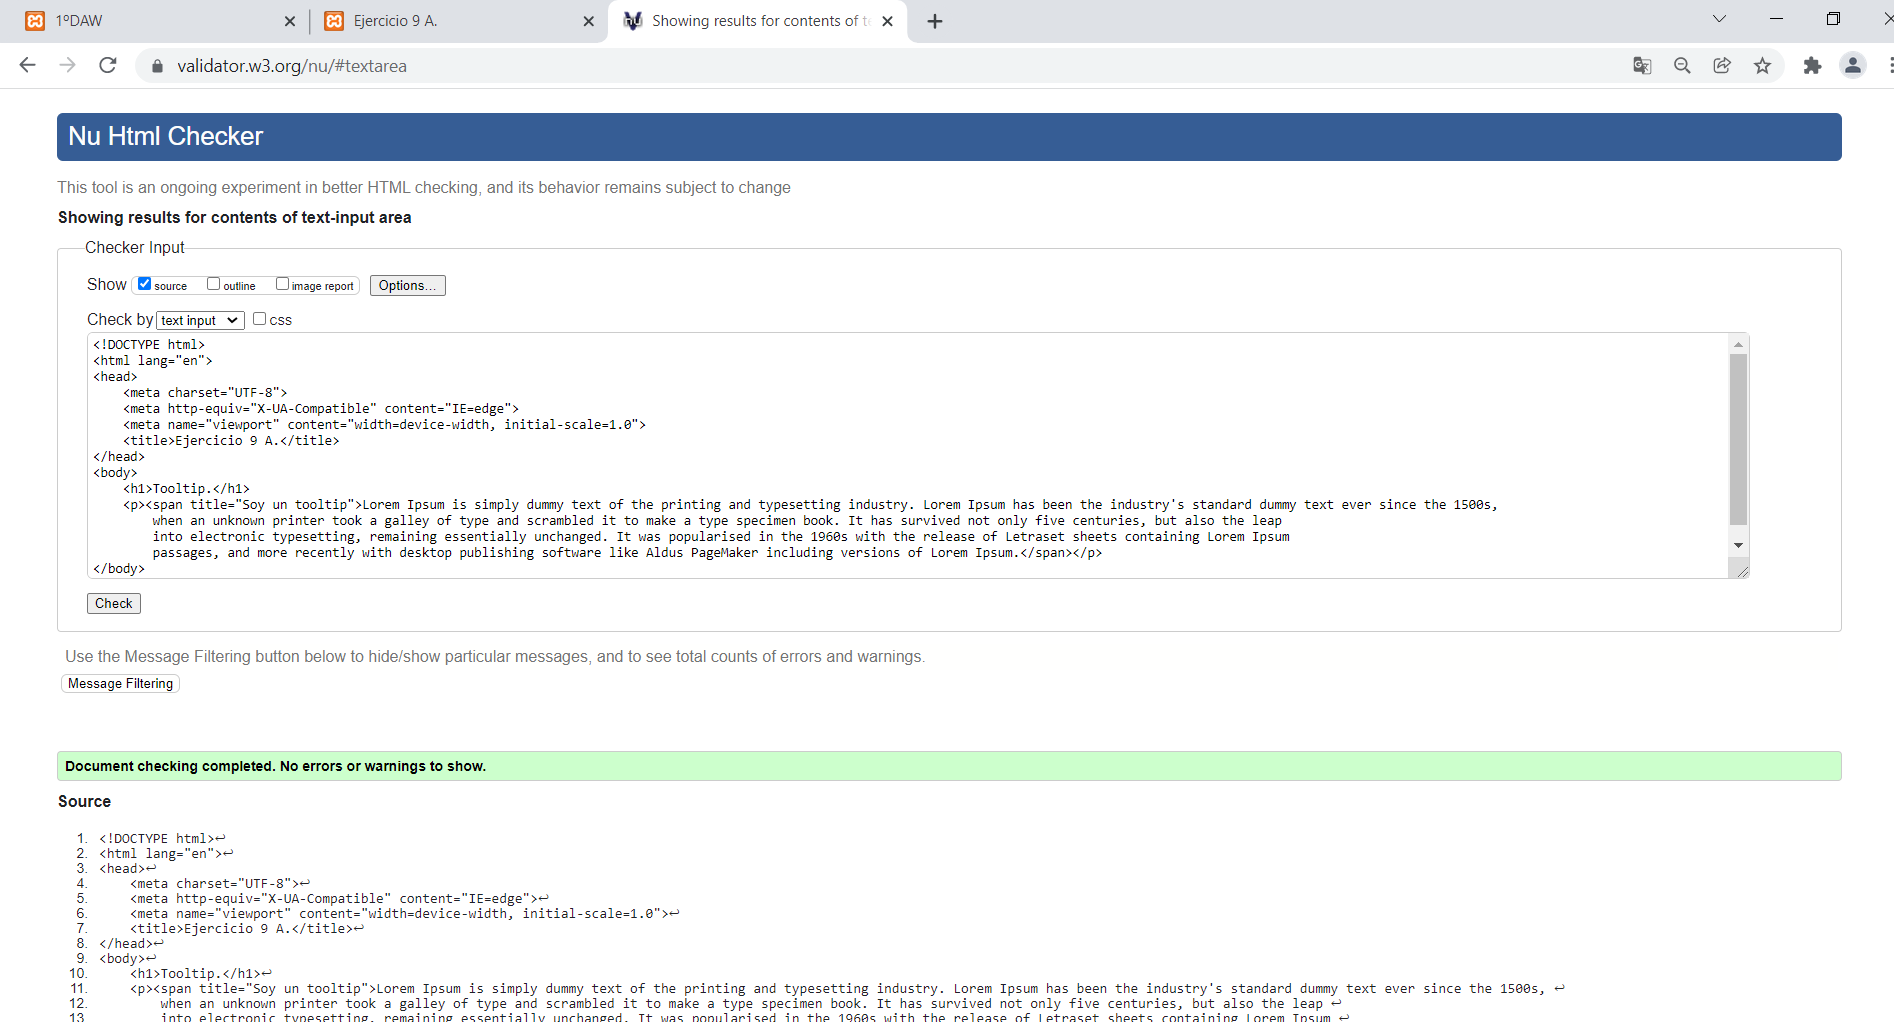 1ºDAW
Ejercicio 9 A.
Showing results for contents of te
validator.w3.org/nu/#textarea
Nu Html Checker
This tool is an ongoing experiment in better HTML checking, and its behavior remains subject to change
Showing results for contents of text-input area
Checker Input
Show source outline image report Options...
Check by text input css
<!DOCTYPE html>
<html lang="en">
<head>
    <meta charset="UTF-8">
    <meta http-equiv="X-UA-Compatible" content="IE=edge">
    <meta name="viewport" content="width=device-width, initial-scale=1.0">
    <title>Ejercicio 9 A.</title>
</head>
<body>
    <h1>Tooltip.</h1>
    <p><span title="Soy un tooltip">Lorem Ipsum is simply dummy text of the printing and typesetting industry. Lorem Ipsum has been the industry's standard dummy text ever since the 1500s,
        when an unknown printer took a galley of type and scrambled it to make a type specimen book. It has survived not only five centuries, but also the leap
        into electronic typesetting, remaining essentially unchanged. It was popularised in the 1960s with the release of Letraset sheets containing Lorem Ipsum
        passages, and more recently with desktop publishing software like Aldus PageMaker including versions of Lorem Ipsum.</span></p>
</body>
Check
Use the Message Filtering button below to hide/show particular messages, and to see total counts of errors and warnings.
Message Filtering
Document checking completed. No errors or warnings to show.
Source
1. <!DOCTYPE html>↩
2. <html lang="en">↩
3. <head>↩
4.     <meta charset="UTF-8">↩
5.     <meta http-equiv="X-UA-Compatible" content="IE=edge">↩
6.     <meta name="viewport" content="width=device-width, initial-scale=1.0">↩
7.     <title>Ejercicio 9 A.</title>↩
8. </head>↩
9. <body>↩
10.     <h1>Tooltip.</h1>↩
11.     <p><span title="Soy un tooltip">Lorem Ipsum is simply dummy text of the printing and typesetting industry. Lorem Ipsum has been the industry's standard dummy text ever since the 1500s, ↩
12.         when an unknown printer took a galley of type and scrambled it to make a type specimen book. It has survived not only five centuries, but also the leap ↩
13.         into electronic typesetting, remaining essentially unchanged. It was popularised in the 1960s with the release of Letraset sheets containing Lorem Ipsum ↩